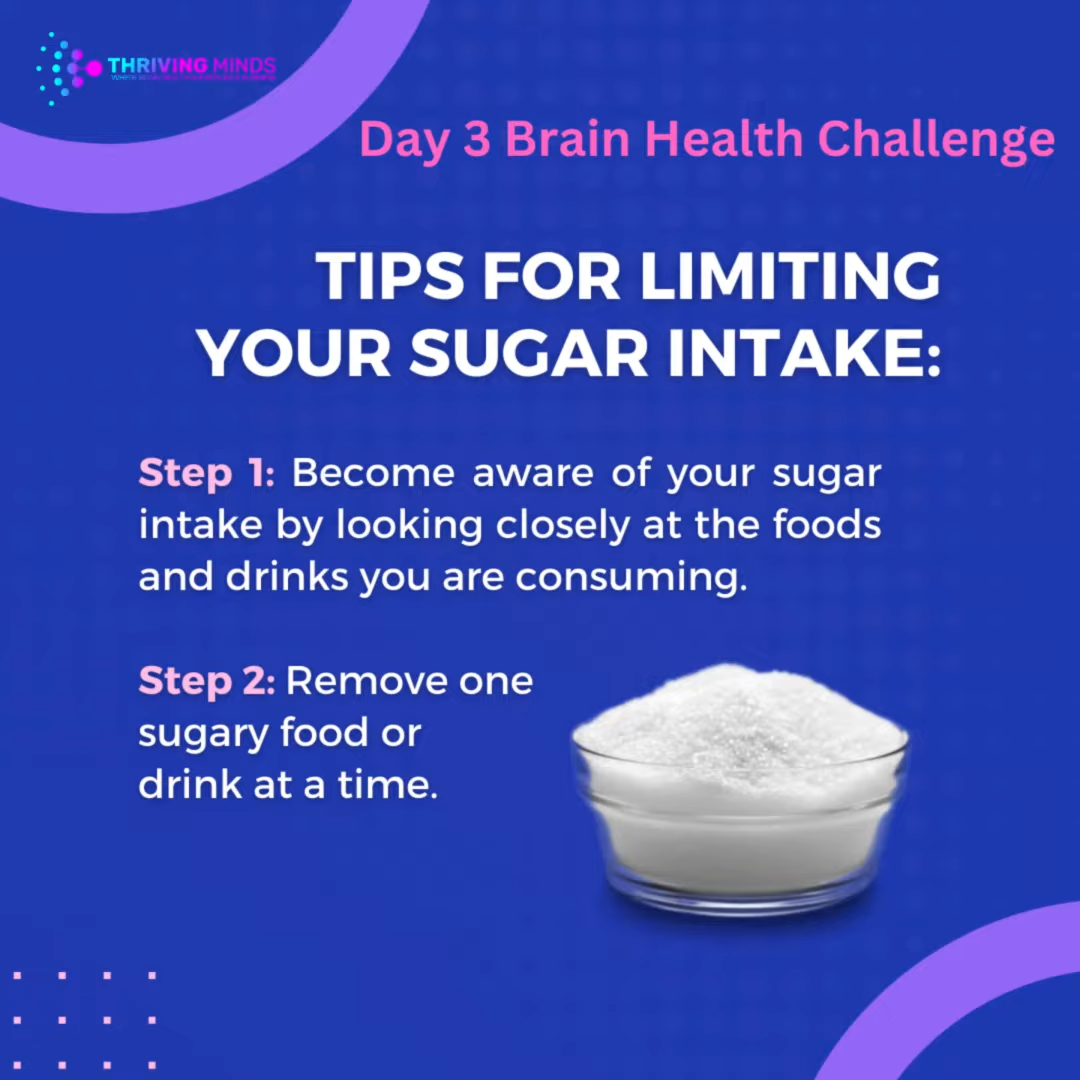 THRIVING MINDS
Day 3 Brain Health Challenge
TIPS FOR LIMITING
YOUR SUGAR INTAKE:
Step 1: Become aware of your sugar
intake by looking closely at the foods
and drinks you are consuming.
Step 2: Remove one
sugary food or
drink at a time.